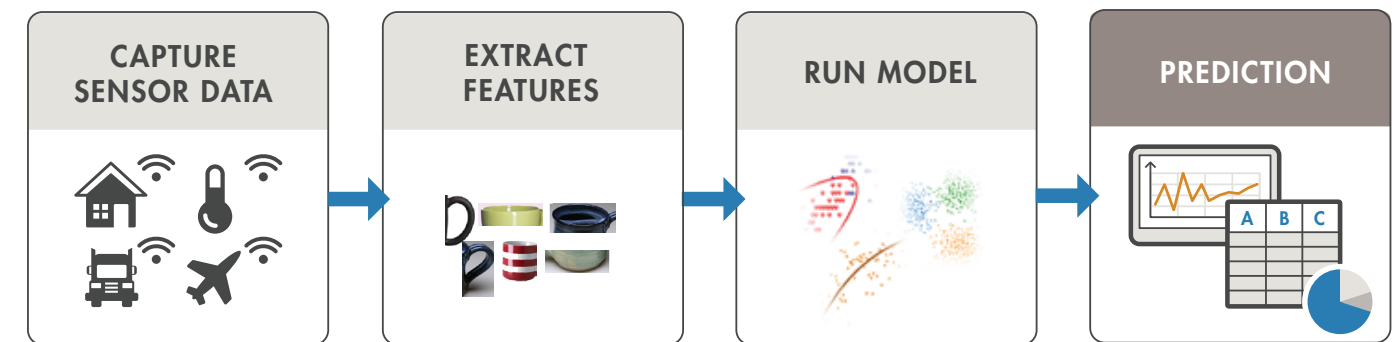 CAPTURE
SENSOR DATA
EXTRACT
FEATURES
RUN MODEL
PREDICTION
A B C